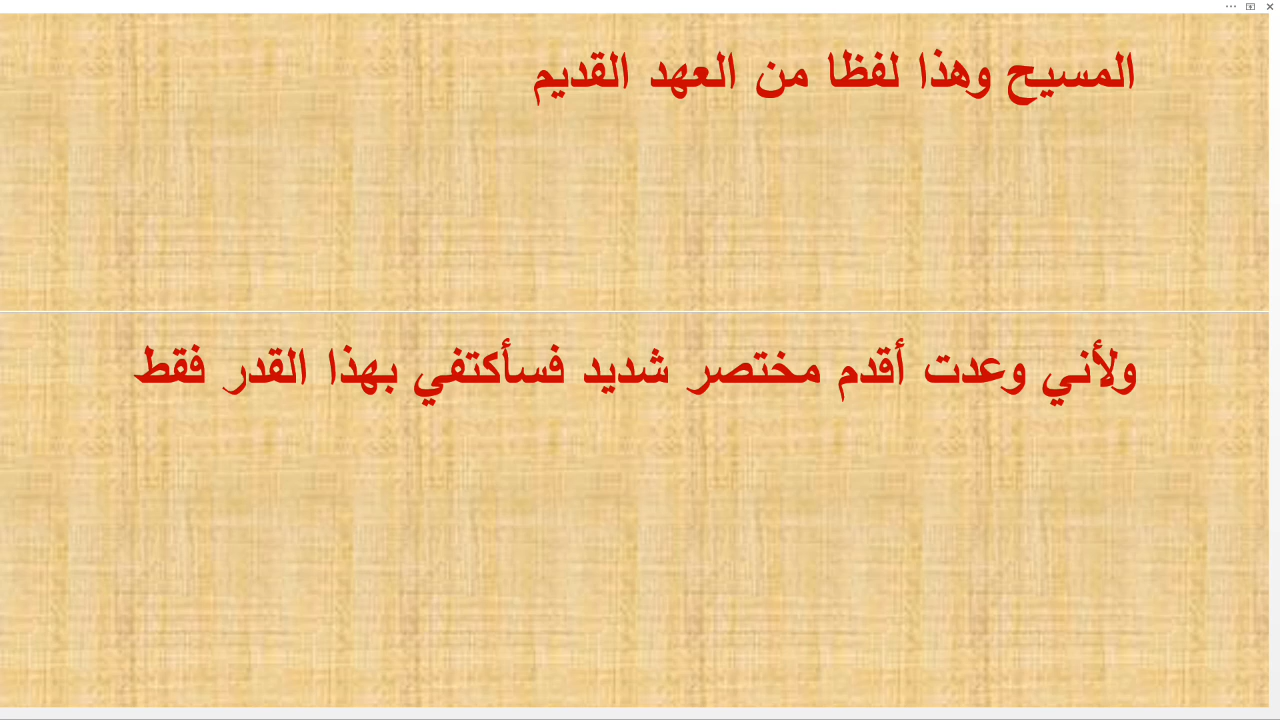 المسيح وهذا لفظا من العهد القديم
ولأني وعدت أقدم مختصر شديد فسأكتفي بهذا القدر فقط